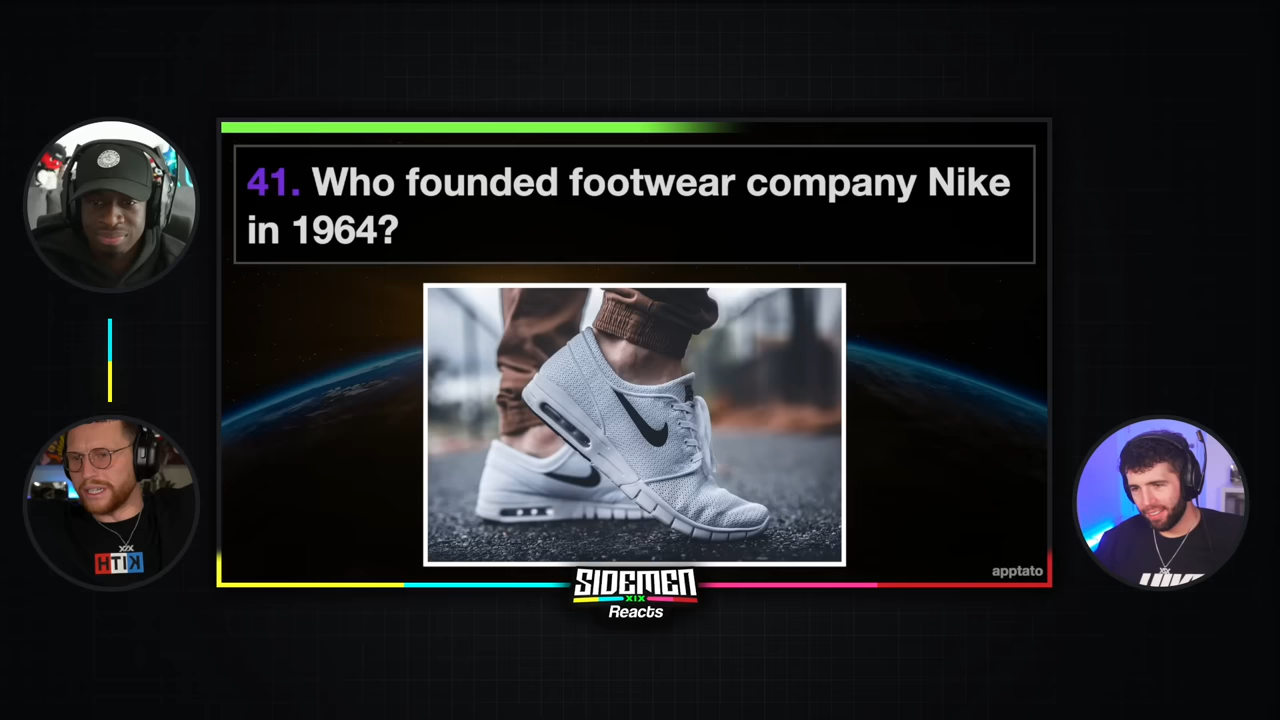 41. Who founded footwear company Nike
in 1964?
apptato
SIDEMEN
XIX
Reacts